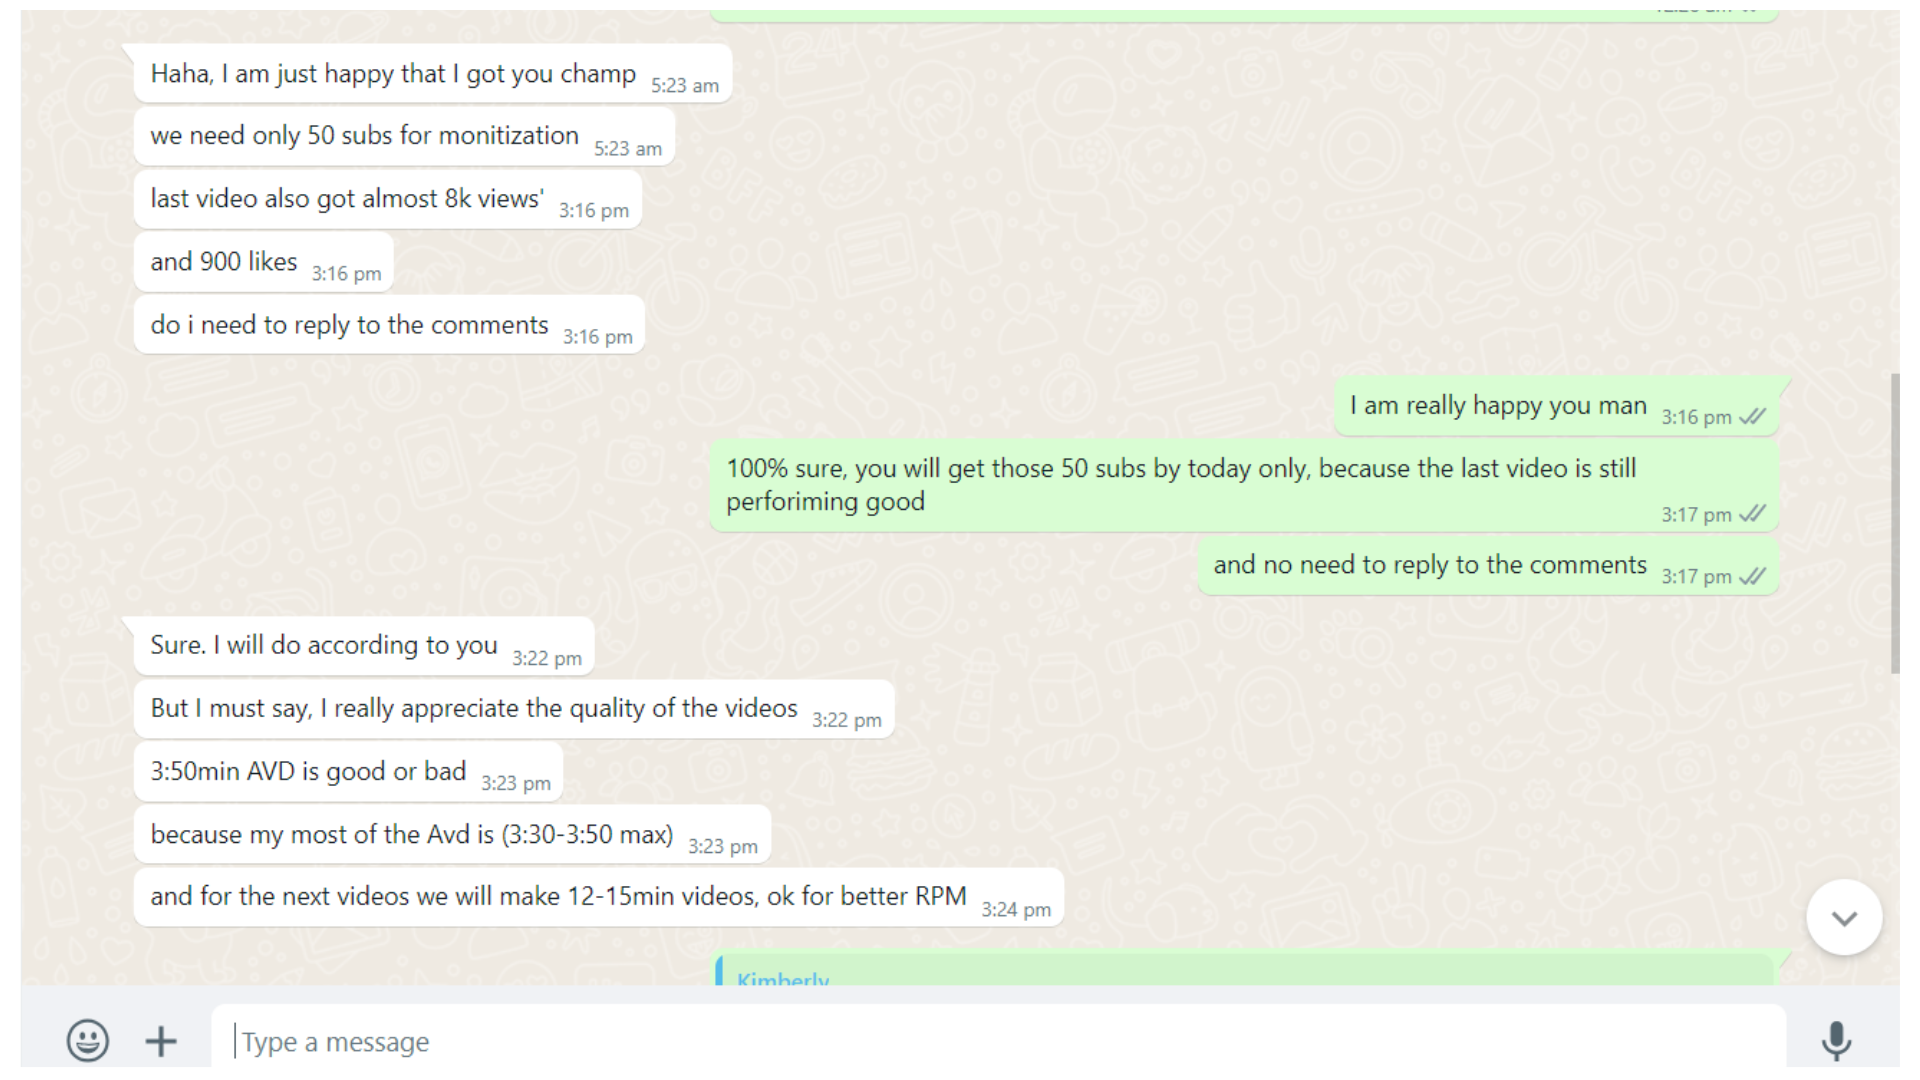 Haha, I am just happy that I got you champ 5:23 am
we need only 50 subs for monitization 5:23 am
last video also got almost 8k views' 3:16 pm
and 900 likes 3:16 pm
do i need to reply to the comments 3:16 pm
I am really happy you man 3:16 pm
100% sure, you will get those 50 subs by today only, because the last video is still
perforiming good 3:17 pm
and no need to reply to the comments 3:17 pm
Sure. I will do according to you 3:22 pm
But I must say, I really appreciate the quality of the videos 3:22 pm
3:50min AVD is good or bad 3:23 pm
because my most of the Avd is (3:30-3:50 max) 3:23 pm
and for the next videos we will make 12-15min videos, ok for better RPM 3:24 pm
Kimberly
Type a message